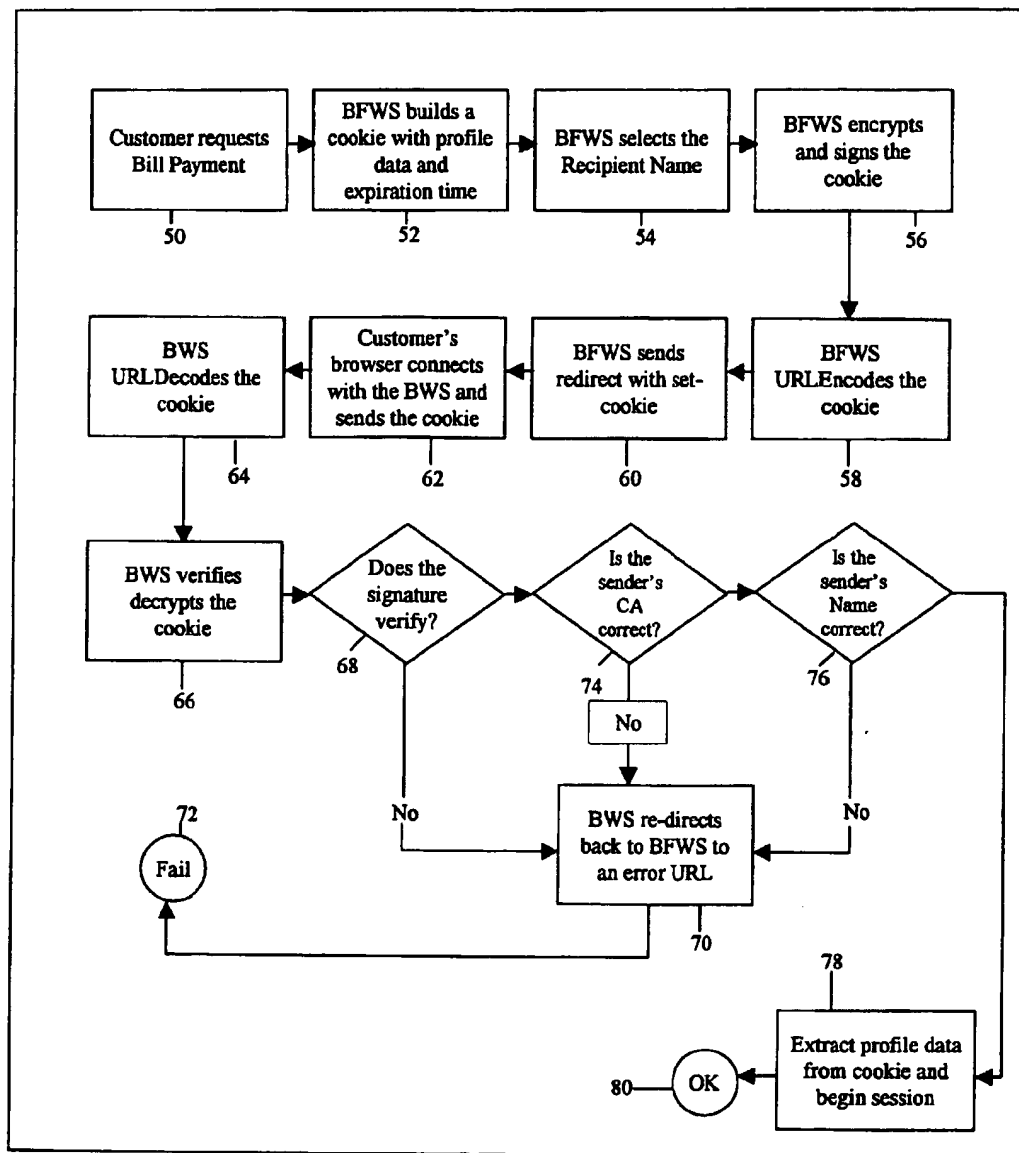 Customer requests
Bill Payment
50
BFWS builds a
cookie with profile
data and
expiration time
52
BFWS selects the
Recipient Name
54
BFWS encrypts
and signs the
cookie
56
BWS
URLDecodes the
cookie
64
Customer's
browser connects
with the BWS and
sends the cookie
62
BFWS sends
redirect with set-
cookie
60
BFWS
URLEncodes the
cookie
58
BWS verifies
decrypts the
cookie
66
Does the
signature
verify?
68
Is the
sender's
CA
correct?
74
Is the
sender's
Name
correct?
76
No
No
No
72
Fail
BWS re-directs
back to BFWS to
an error URL
70
78
Extract profile data
from cookie and
begin session
80
OK